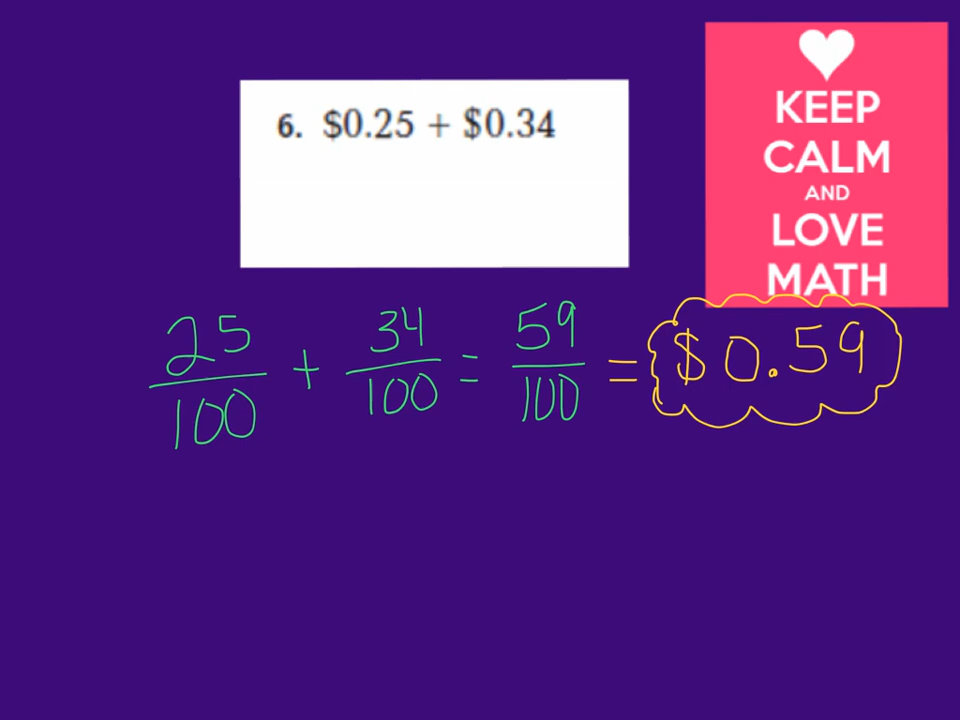 6. $0.25 + $0.34
KEEP
CALM
AND
LOVE
MATH
25/100 + 34/100 = 59/100 = $0.59